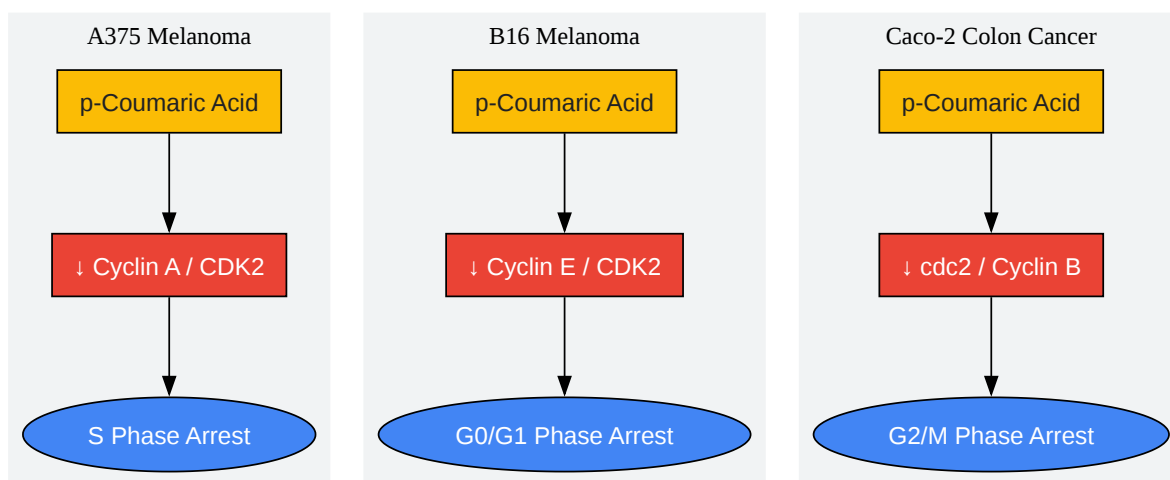 A375 Melanoma
p-Coumaric Acid
↓ Cyclin A / CDK2
S Phase Arrest
B16 Melanoma
p-Coumaric Acid
↓ Cyclin E / CDK2
G0/G1 Phase Arrest
Caco-2 Colon Cancer
p-Coumaric Acid
↓ cdc2 / Cyclin B
G2/M Phase Arrest